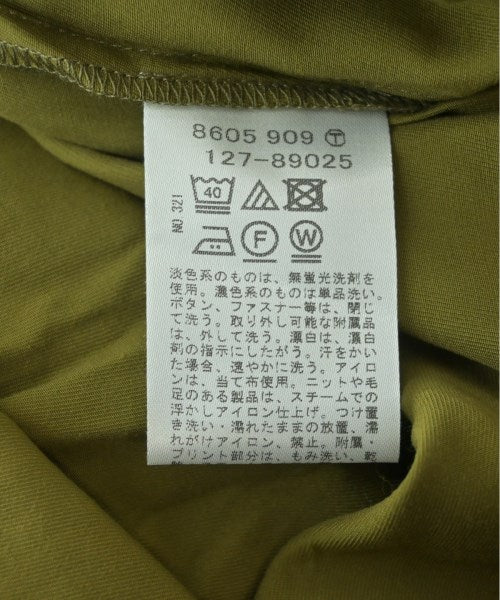 8605 909 Ⓣ
127-89025
NO.321
40
F W
淡色系のものは、無蛍光洗剤を
使用。濃色系のものは単品洗い。
ボタン、ファスナー等は、閉じ
て洗う。取り外し可能な附属品
は、外して洗う。漂白は、漂白
剤の指示にしたがう。汗をかい
た場合、速やかに洗う。アイロ
ンは、当て布使用。ニットや毛
足のある製品は、スチームでの
浮かしアイロン仕上げ。つけ置
き洗い・濡れたままの放置、濡
れがけアイロン、禁止。附属・
プリント部分は、もみ洗い、乾